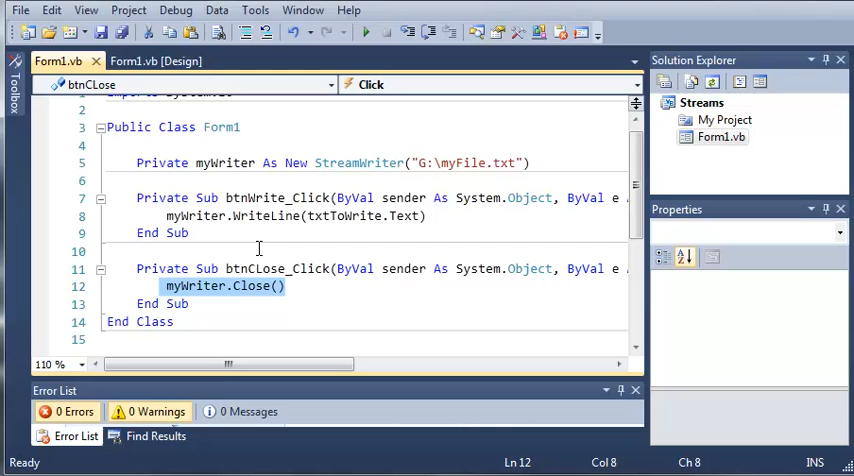 File Edit View Project Debug Data Tools Window Help
Form1.vb Form1.vb [Design]
btnCLose Click
Toolbox
2
3 Public Class Form1
4
5 Private myWriter As New StreamWriter("G:\myFile.txt")
6
7 Private Sub btnWrite_Click(ByVal sender As System.Object, ByVal e
8 myWriter.WriteLine(txtToWrite.Text)
9 End Sub
10
11 Private Sub btnCLose_Click(ByVal sender As System.Object, ByVal e
12 myWriter.Close()
13 End Sub
14 End Class
15
110 %
Solution Explorer
Streams
My Project
Form1.vb
Properties
Error List
0 Errors 0 Warnings 0 Messages
Error List Find Results
Ready Ln 12 Col 8 Ch 8 INS